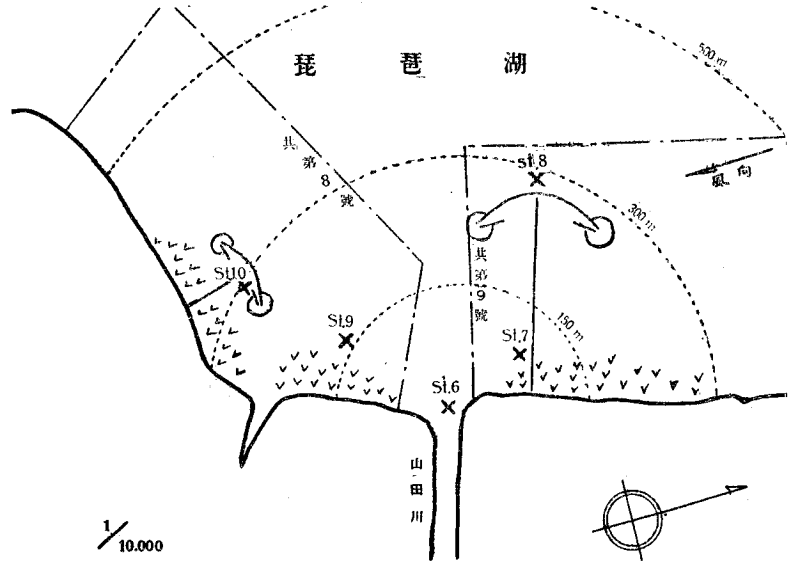 琵琶湖
500 m
共第8號
St.8
風向
300 m
共第9號
St.10
St.9
150 m
St.7
St.6
山田川
1/10.000